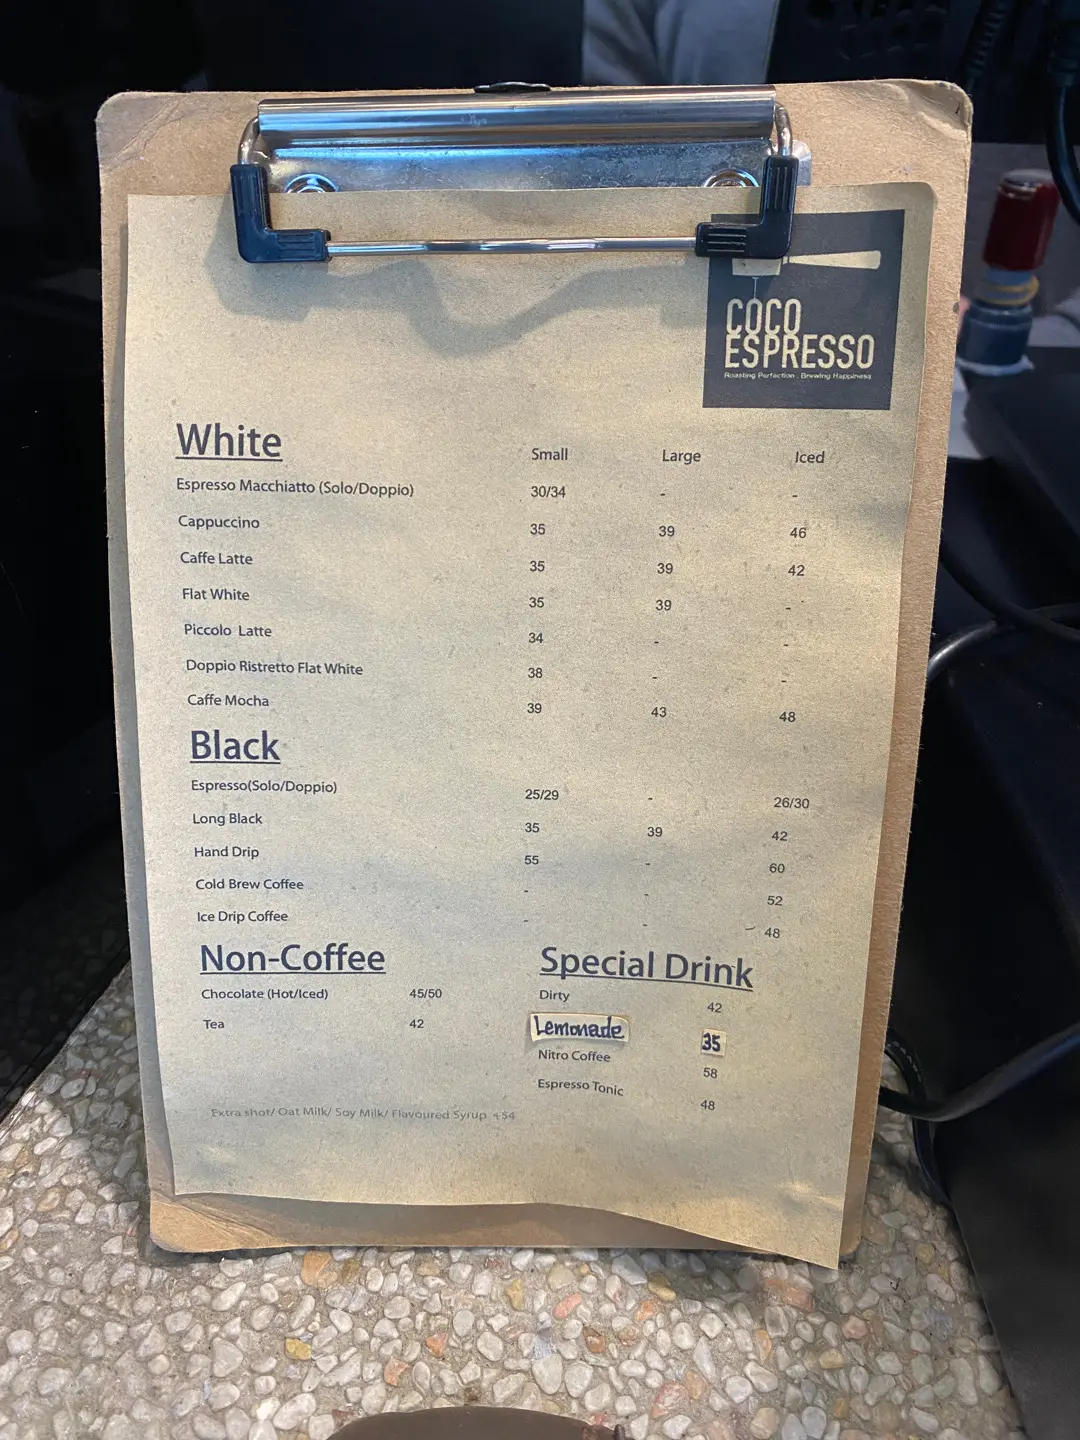 COCO
ESPRESSO
Roasting Perfection . Brewing Happiness
White Small Large Iced
Espresso Macchiatto (Solo/Doppio) 30/34 - -
Cappuccino 35 39 46
Caffe Latte 35 39 42
Flat White 35 39 -
Piccolo Latte 34 - -
Doppio Ristretto Flat White 38 - -
Caffe Mocha 39 43 48
Black
Espresso(Solo/Doppio) 25/29 - 26/30
Long Black 35 39 42
Hand Drip 55 - 60
Cold Brew Coffee - - 52
Ice Drip Coffee - - 48
Non-Coffee
Chocolate (Hot/Iced) 45/50
Tea 42
Special Drink
Dirty 42
Lemonade 35
Nitro Coffee 58
Espresso Tonic 48
Extra shot/ Oat Milk/ Soy Milk/ Flavoured Syrup +$4